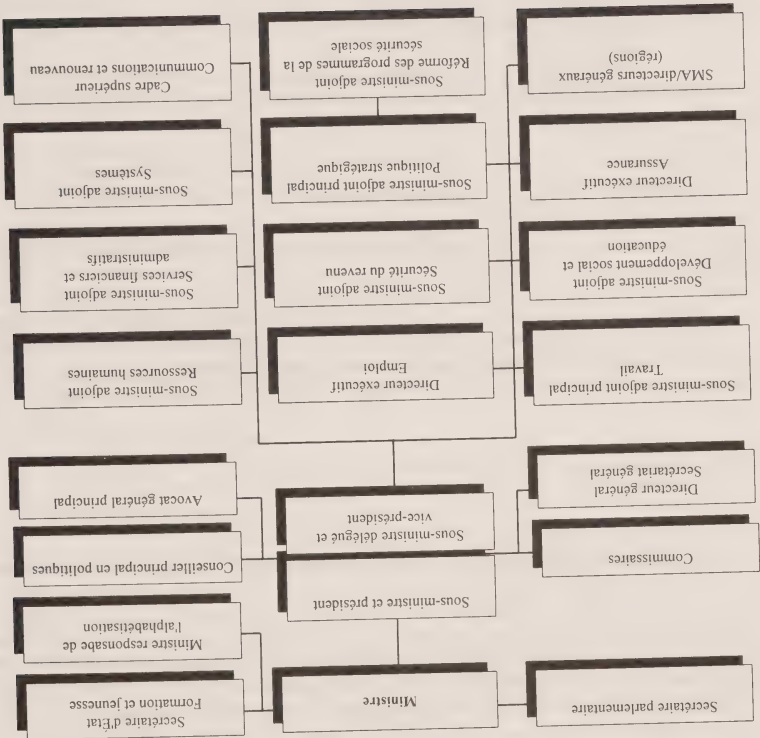 Secrétaire parlementaire
Ministre
Secrétaire d'État
Formation et jeunesse
Ministre responsabe de
l'alphabétisation
Sous-ministre et président
Commissaires
Conseiller principal en politiques
Sous-ministre délégué et
vice-président
Directeur général
Secrétariat général
Avocat général principal
Sous-ministre adjoint principal
Travail
Directeur exécutif
Emploi
Sous-ministre adjoint
Ressources humaines
Sous-ministre adjoint
Développement social et
éducation
Sous-ministre adjoint
Sécurité du revenu
Sous-ministre adjoint
Services financiers et
administratifs
Directeur exécutif
Assurance
Sous-ministre adjoint principal
Politique stratégique
Sous-ministre adjoint
Systèmes
SMA/directeurs généraux
(régions)
Sous-ministre adjoint
Réforme des programmes de la
sécurité sociale
Cadre supérieur
Communications et renouveau